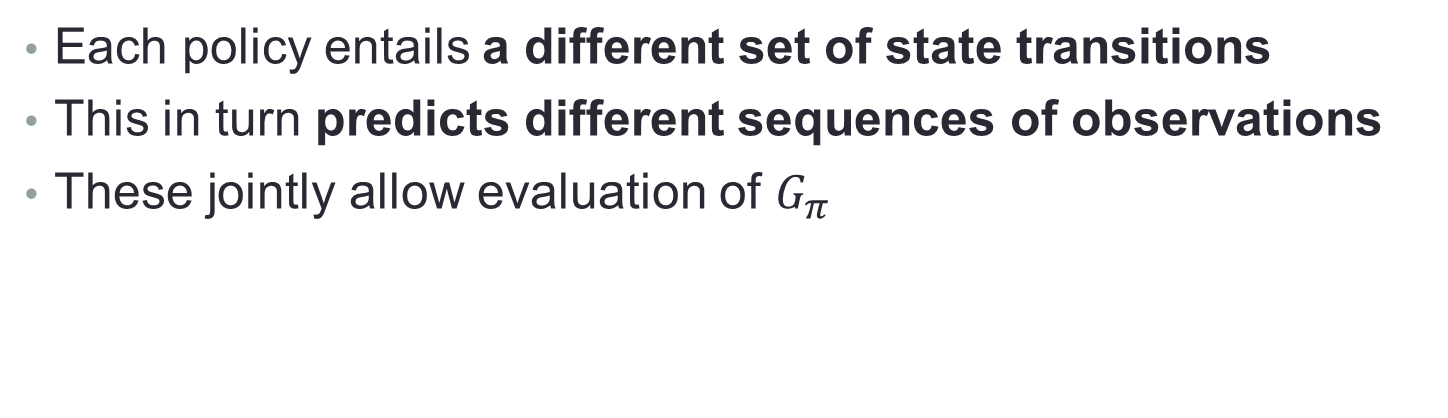 • Each policy entails a different set of state transitions
• This in turn predicts different sequences of observations
• These jointly allow evaluation of 𝐺𝜋